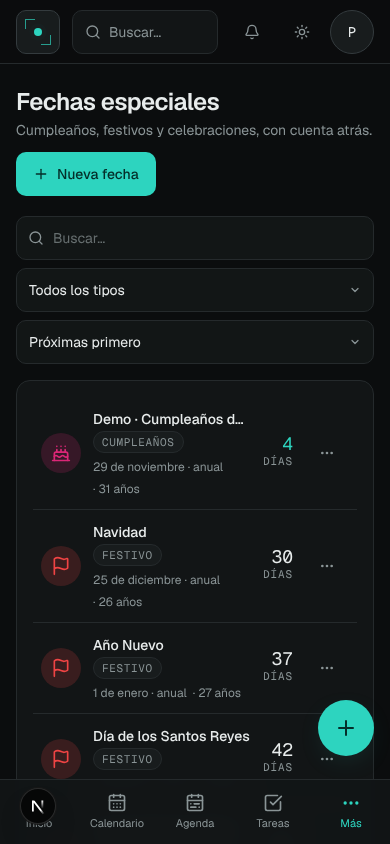 Buscar...
P
Fechas especiales
Cumpleaños, festivos y celebraciones, con cuenta atrás.
Nueva fecha
Buscar...
Todos los tipos
Próximas primero
Demo · Cumpleaños d...
CUMPLEAÑOS
29 de noviembre · anual
· 31 años
4
DÍAS
Navidad
FESTIVO
25 de diciembre · anual
· 26 años
30
DÍAS
Año Nuevo
FESTIVO
1 de enero · anual · 27 años
37
DÍAS
Día de los Santos Reyes
FESTIVO
42
DÍAS
N
Inicio
Calendario
Agenda
Tareas
Más